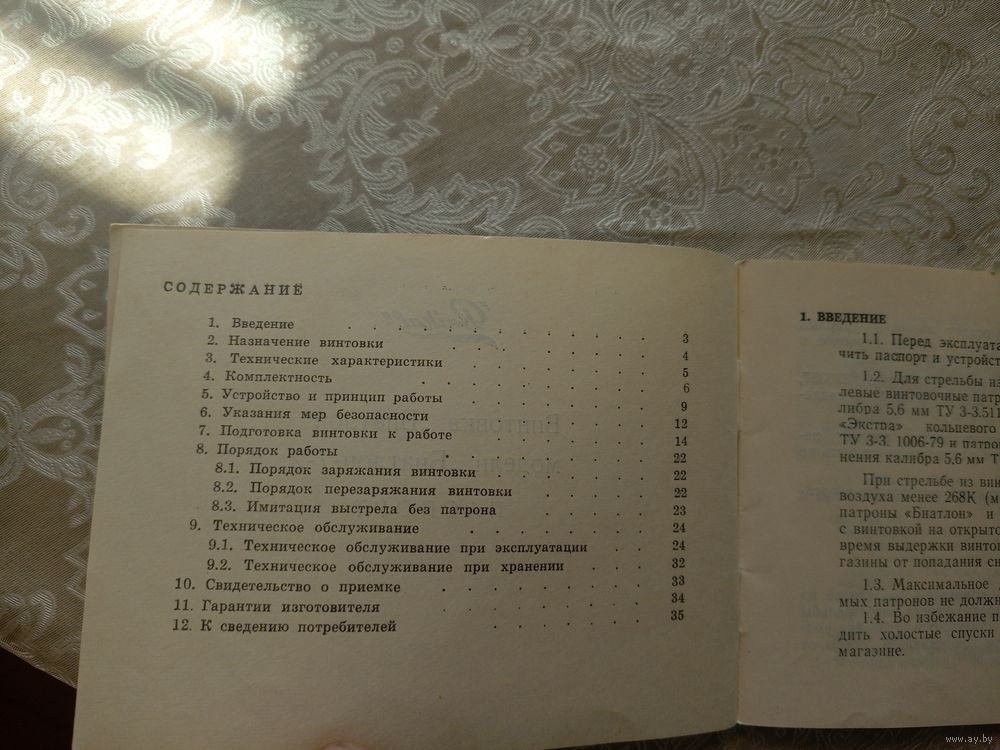 СОДЕРЖАНИЕ
1. Введение . . . . . . . . . . . 3
2. Назначение винтовки . . . . . . . . 4
3. Технические характеристики . . . . . . . 5
4. Комплектность . . . . . . . . . 6
5. Устройство и принцип работы . . . . . . . 9
6. Указания мер безопасности . . . . . . . 12
7. Подготовка винтовки к работе . . . . . . . 14
8. Порядок работы . . . . . . . . . . 22
8.1. Порядок заряжания винтовки . . . . . . 22
8.2. Порядок перезаряжания винтовки . . . . . 22
8.3. Имитация выстрела без патрона . . . . . 23
9. Техническое обслуживание . . . . . . . 24
9.1. Техническое обслуживание при эксплуатации . . 24
9.2. Техническое обслуживание при хранении . . . 32
10. Свидетельство о приемке . . . . . . . . 33
11. Гарантии изготовителя . . . . . . . . 34
12. К сведению потребителей . . . . . . . 35
1. ВВЕДЕНИЕ
1.1. Перед эксплуата
чить паспорт и устройст
1.2. Для стрельбы из
левые винтовочные патр
либра 5,6 мм ТУ 3-3.511
«Экстра» кольцевого
ТУ 3-3. 1006-79 и патрон
нения калибра 5,6 мм Т
При стрельбе из вин
воздуха менее 268К (м
патроны «Биатлон» и
с винтовкой на открыто
время выдержки винтов
газины от попадания сн
1.3. Максимальное
мых патронов не должн
1.4. Во избежание п
дить холостые спуски
магазине.
www.ay.by